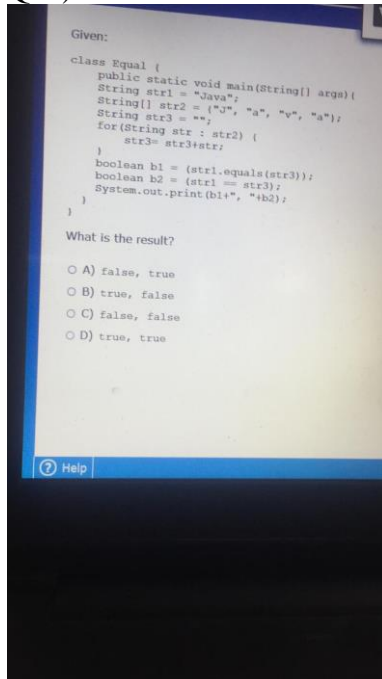 Given:
class Equal {
public static void main(String[] args){
String str1 = "Java";
String[] str2 = {"J", "a", "v", "a"};
String str3 = "";
for(String str : str2) {
str3= str3+str;
}
boolean b1 = (str1.equals(str3));
boolean b2 = (str1 == str3);
System.out.print(b1+", "+b2);
}
}
What is the result?
A) false, true
B) true, false
C) false, false
D) true, true
? Help